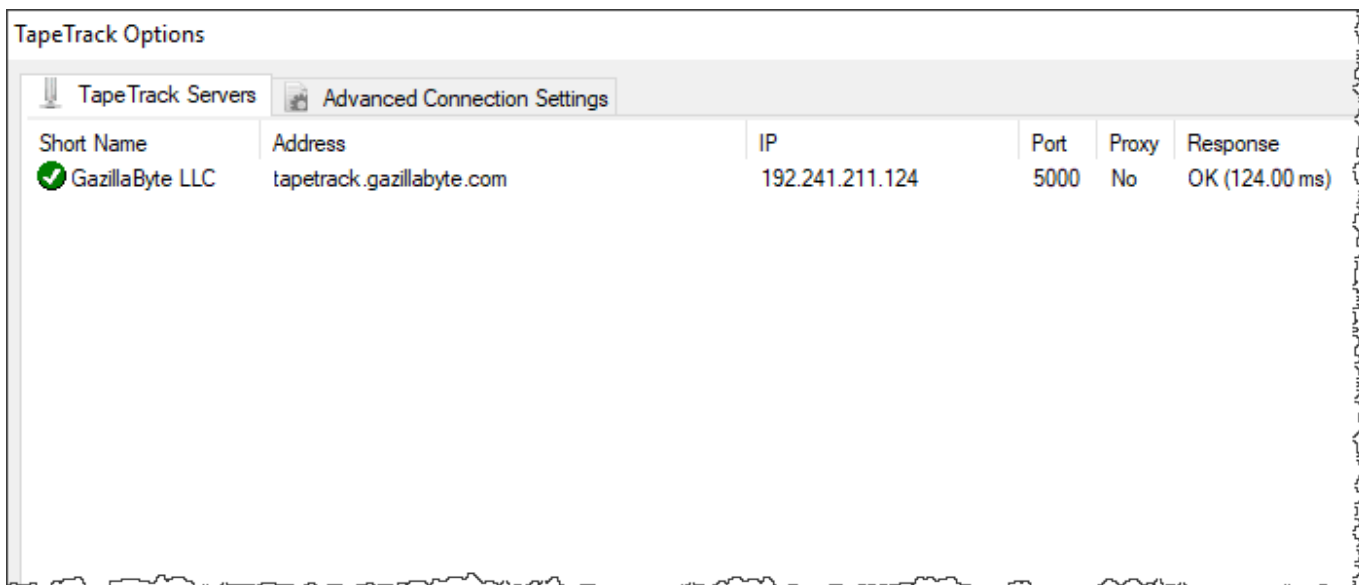 TapeTrack Options
TapeTrack Servers Advanced Connection Settings
Short Name Address IP Port Proxy Response
GazillaByte LLC tapetrack.gazillabyte.com 192.241.211.124 5000 No OK (124.00 ms)